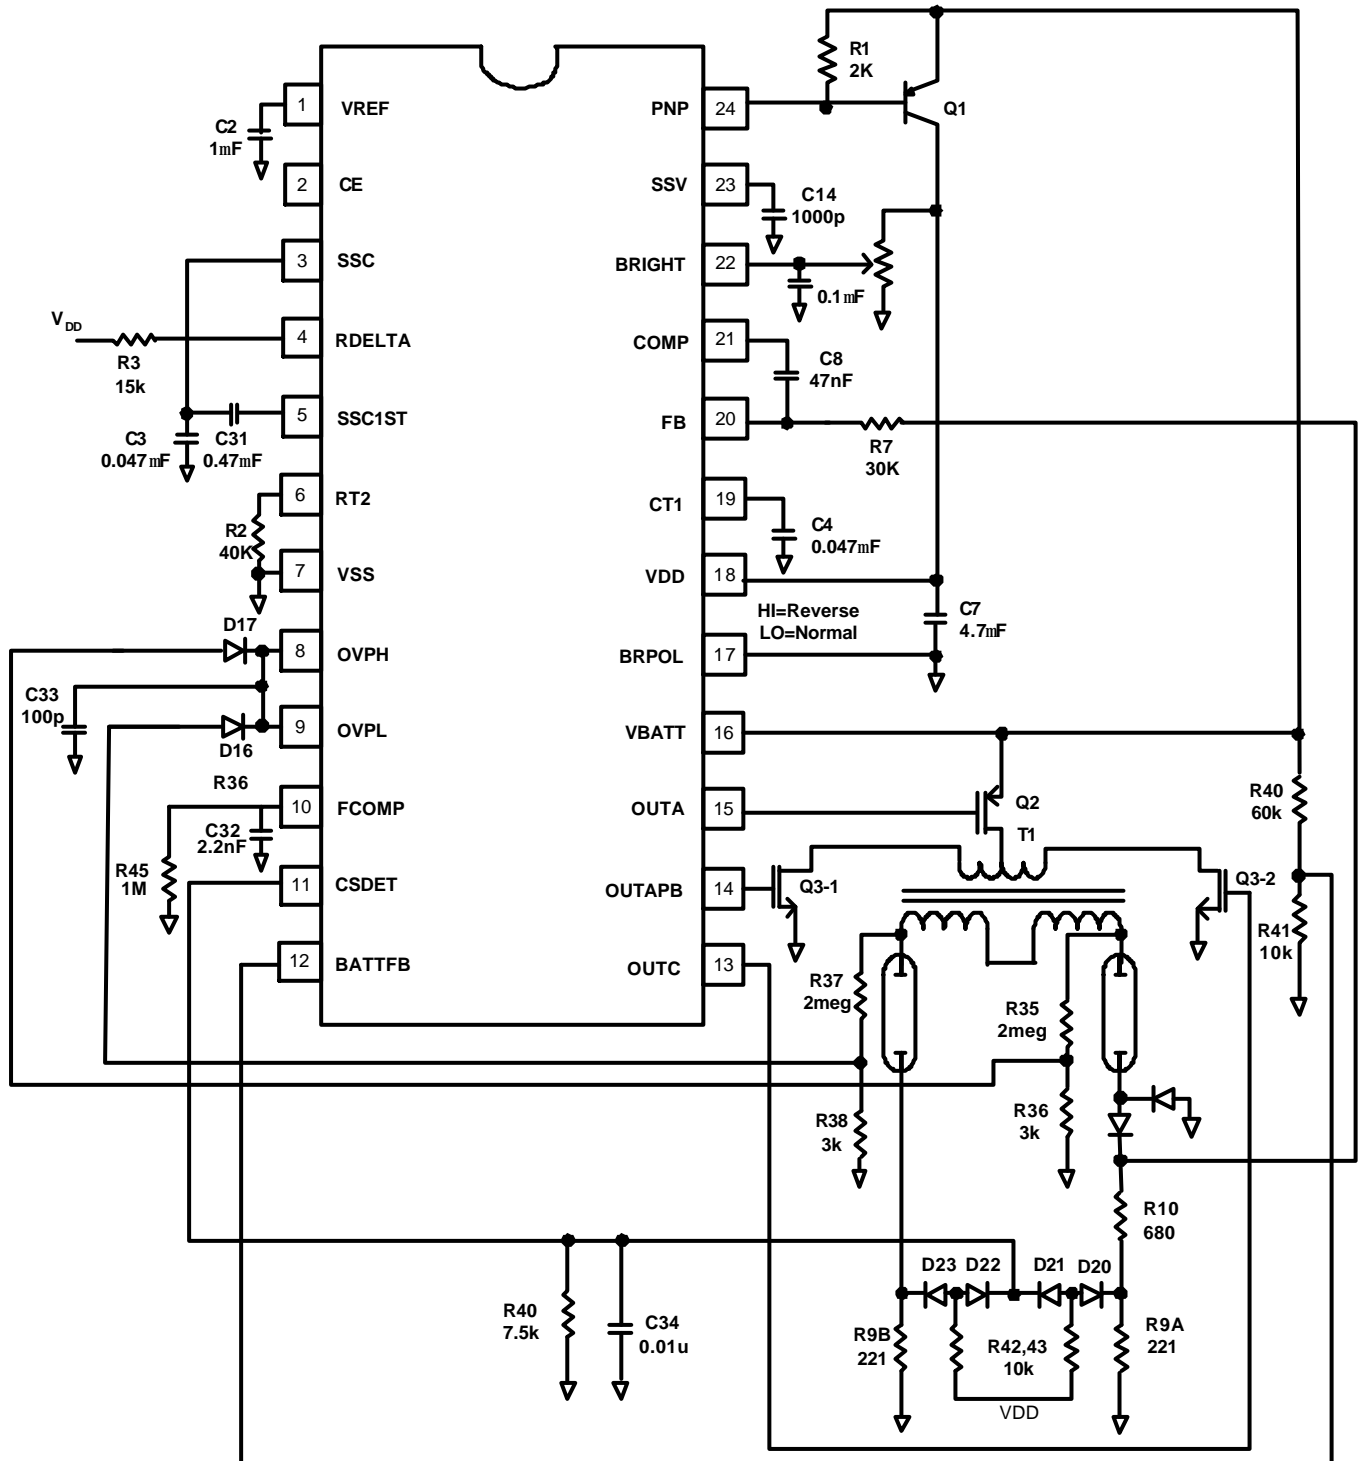 R1
2K
1
VREF
PNP
24
Q1
C2
1mF
2
CE
SSV
23
C14
1000p
3
SSC
BRIGHT
22
0.1mF
VDD
R3
15k
4
RDELTA
COMP
21
C8
47nF
5
SSC1ST
FB
20
R7
30K
C3
0.047mF
C31
0.47mF
6
RT2
CT1
19
C4
0.047mF
R2
40K
7
VSS
VDD
18
HI=Reverse
LO=Normal
C7
4.7mF
D17
8
OVPH
BRPOL
17
C33
100p
D16
9
OVPL
VBATT
16
R36
10
FCOMP
OUTA
15
Q2
T1
R40
60k
C32
2.2nF
R45
1M
11
CSDET
OUTAPB
14
Q3-1
Q3-2
R41
10k
12
BATTFB
OUTC
13
R37
2meg
R35
2meg
R38
3k
R36
3k
R10
680
D23
D22
D21
D20
R40
7.5k
C34
0.01u
R9B
221
R42,43
10k
R9A
221
VDD